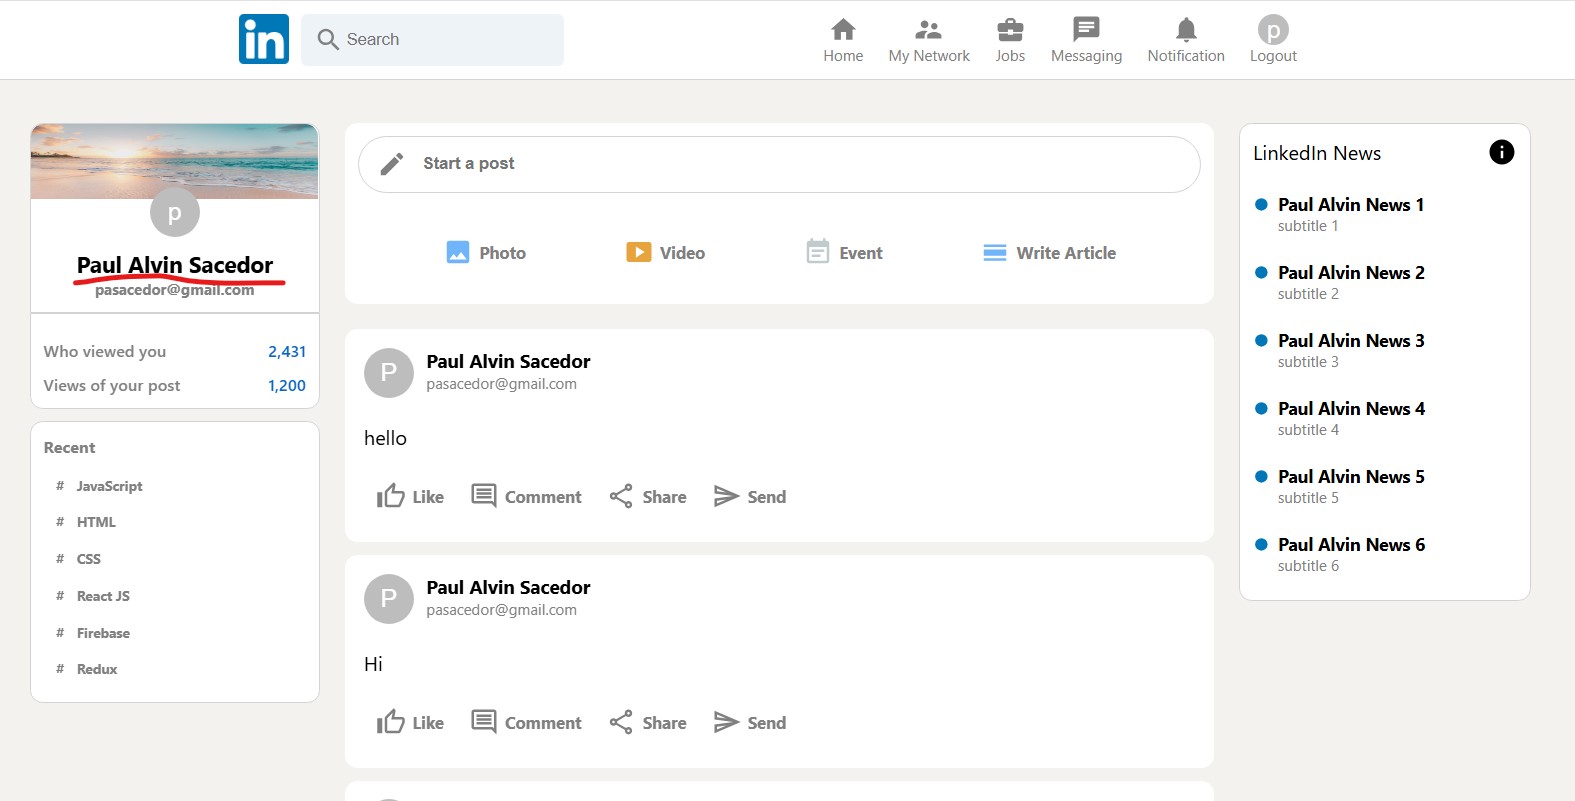 in
Search
Home
My Network
Jobs
Messaging
Notification
p
Logout
p
Paul Alvin Sacedor
pasacedor@gmail.com
Who viewed you 2,431
Views of your post 1,200
Recent
# JavaScript
# HTML
# CSS
# React JS
# Firebase
# Redux
Start a post
Photo
Video
Event
Write Article
P
Paul Alvin Sacedor
pasacedor@gmail.com
hello
Like
Comment
Share
Send
P
Paul Alvin Sacedor
pasacedor@gmail.com
Hi
Like
Comment
Share
Send
LinkedIn News
i
Paul Alvin News 1
subtitle 1
Paul Alvin News 2
subtitle 2
Paul Alvin News 3
subtitle 3
Paul Alvin News 4
subtitle 4
Paul Alvin News 5
subtitle 5
Paul Alvin News 6
subtitle 6